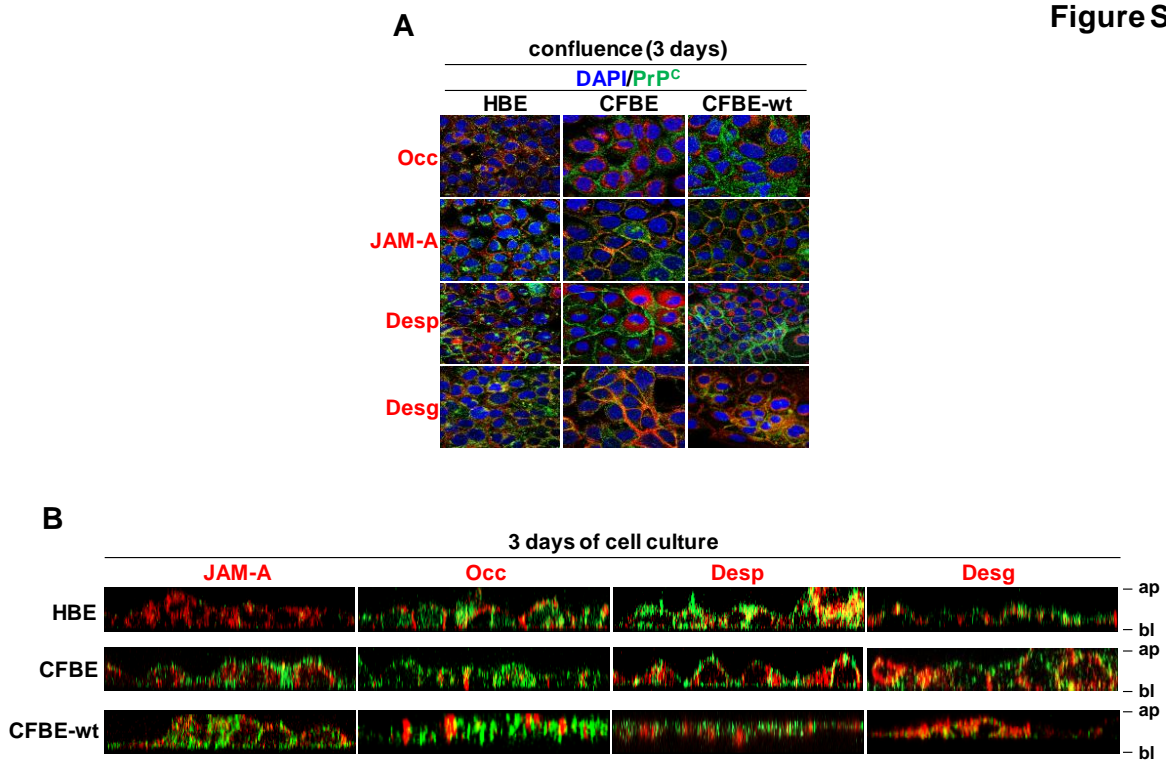 Figure S
A
confluence (3 days)
DAPI/PrPᶜ
HBE CFBE CFBE-wt
Occ
JAM-A
Desp
Desg
B
3 days of cell culture
JAM-A Occ Desp Desg
HBE
ap
bl
CFBE
ap
bl
CFBE-wt
ap
bl